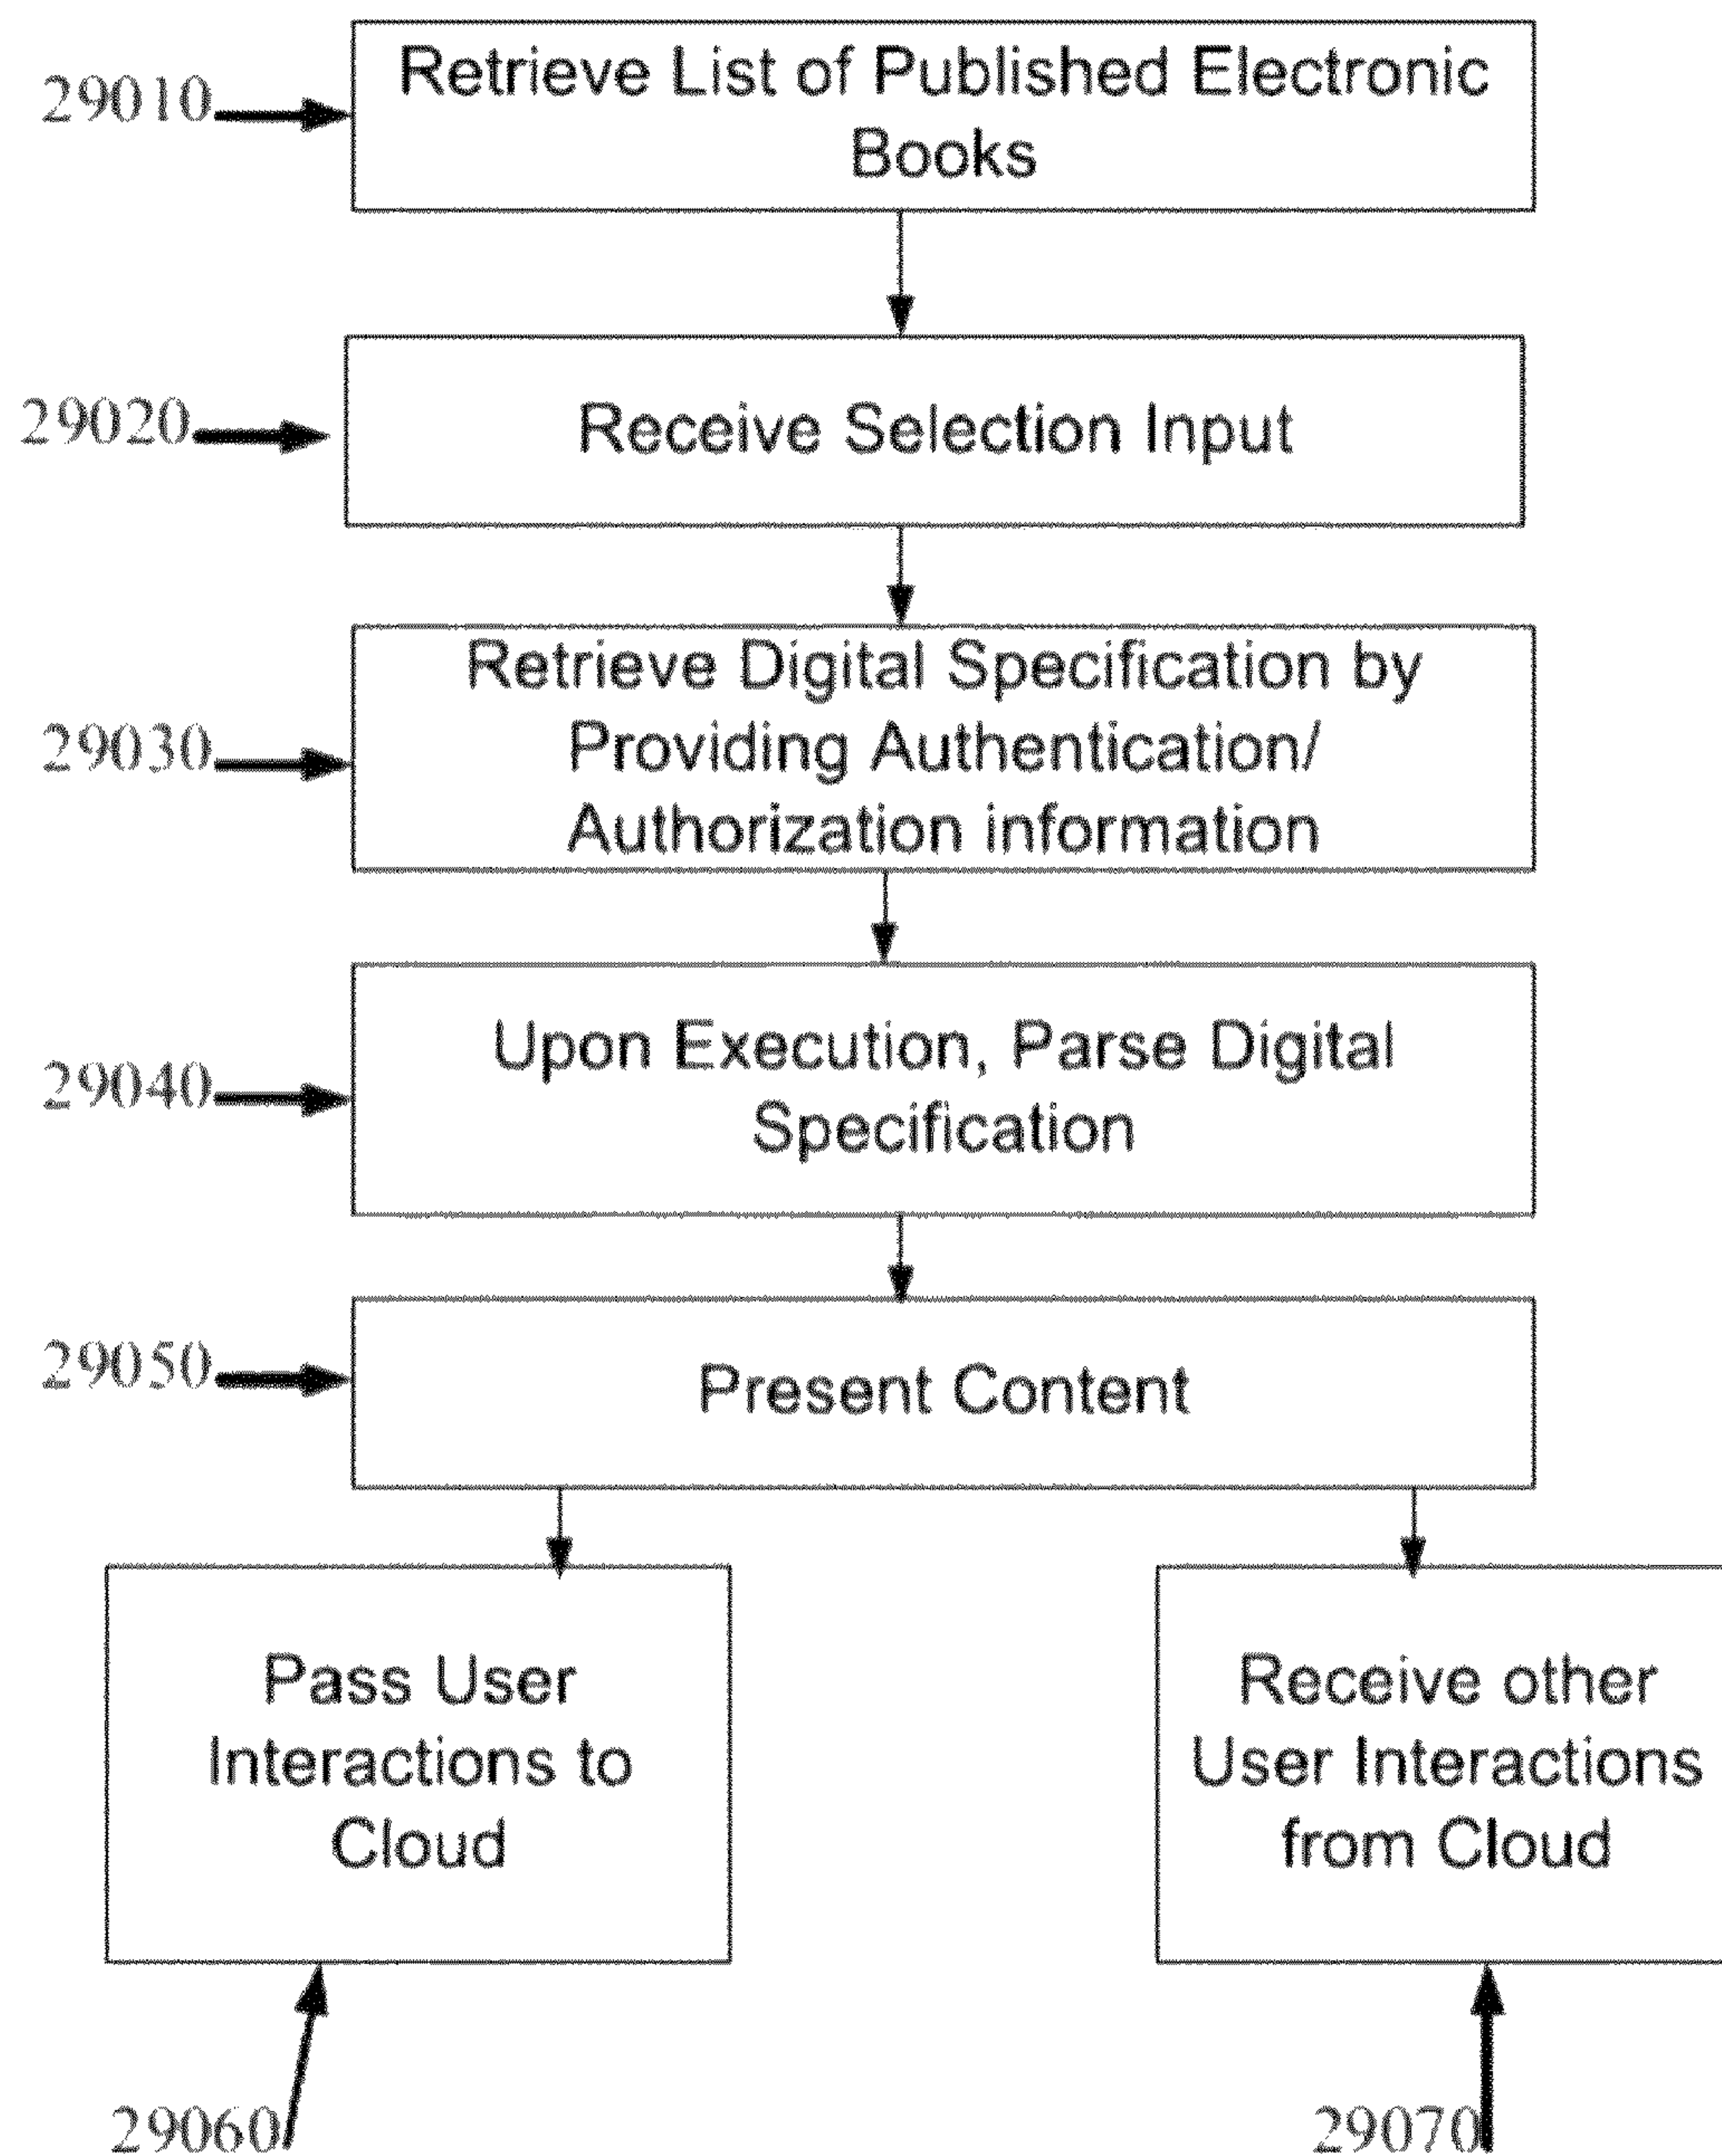 29010
Retrieve List of Published Electronic
Books
29020
Receive Selection Input
29030
Retrieve Digital Specification by
Providing Authentication/
Authorization information
29040
Upon Execution, Parse Digital
Specification
29050
Present Content
Pass User
Interactions to
Cloud
Receive other
User Interactions
from Cloud
29060
29070